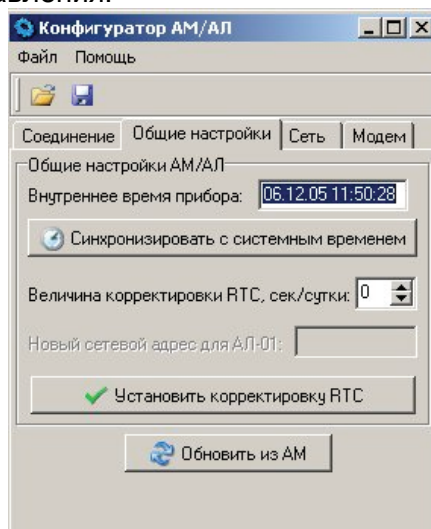 Конфигуратор АМ/АЛ
Файл Помощь
Соединение Общие настройки Сеть Модем
Общие настройки АМ/АЛ
Внутреннее время прибора: 06.12.05 11:50:28
Синхронизировать с системным временем
Величина корректировки RTC, сек/сутки: 0
Новый сетевой адрес для АЛ-01:
Установить корректировку RTC
Обновить из АМ